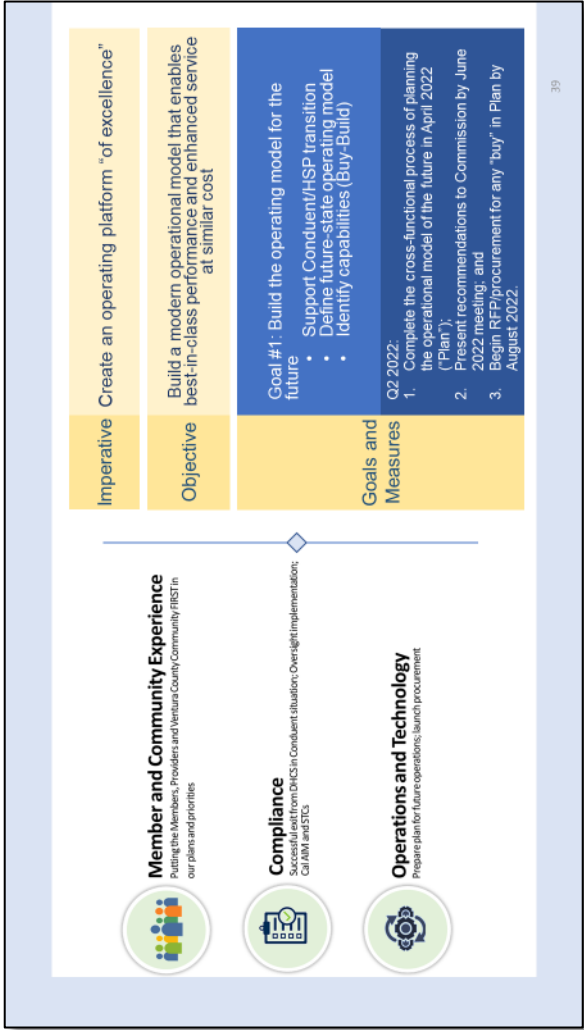 Member and Community Experience
Putting the Members, Providers and Ventura County Community FIRST in
our plans and priorities
Compliance
Successful exit from DHCS in Conduent situation; Oversight implementation;
Cal AIM and STCs
Operations and Technology
Prepare plan for future operations; launch procurement
Imperative
Create an operating platform “of excellence”
Objective
Build a modern operational model that enables
best-in-class performance and enhanced service
at similar cost
Goals and
Measures
Goal #1: Build the operating model for the
future
• Support Conduent/HSP transition
• Define future-state operating model
• Identify capabilities (Buy-Build)
Q2 2022:
1. Complete the cross-functional process of planning
the operational model of the future in April 2022
("Plan");
2. Present recommendations to Commission by June
2022 meeting; and
3. Begin RFP/procurement for any "buy" in Plan by
August 2022.
39